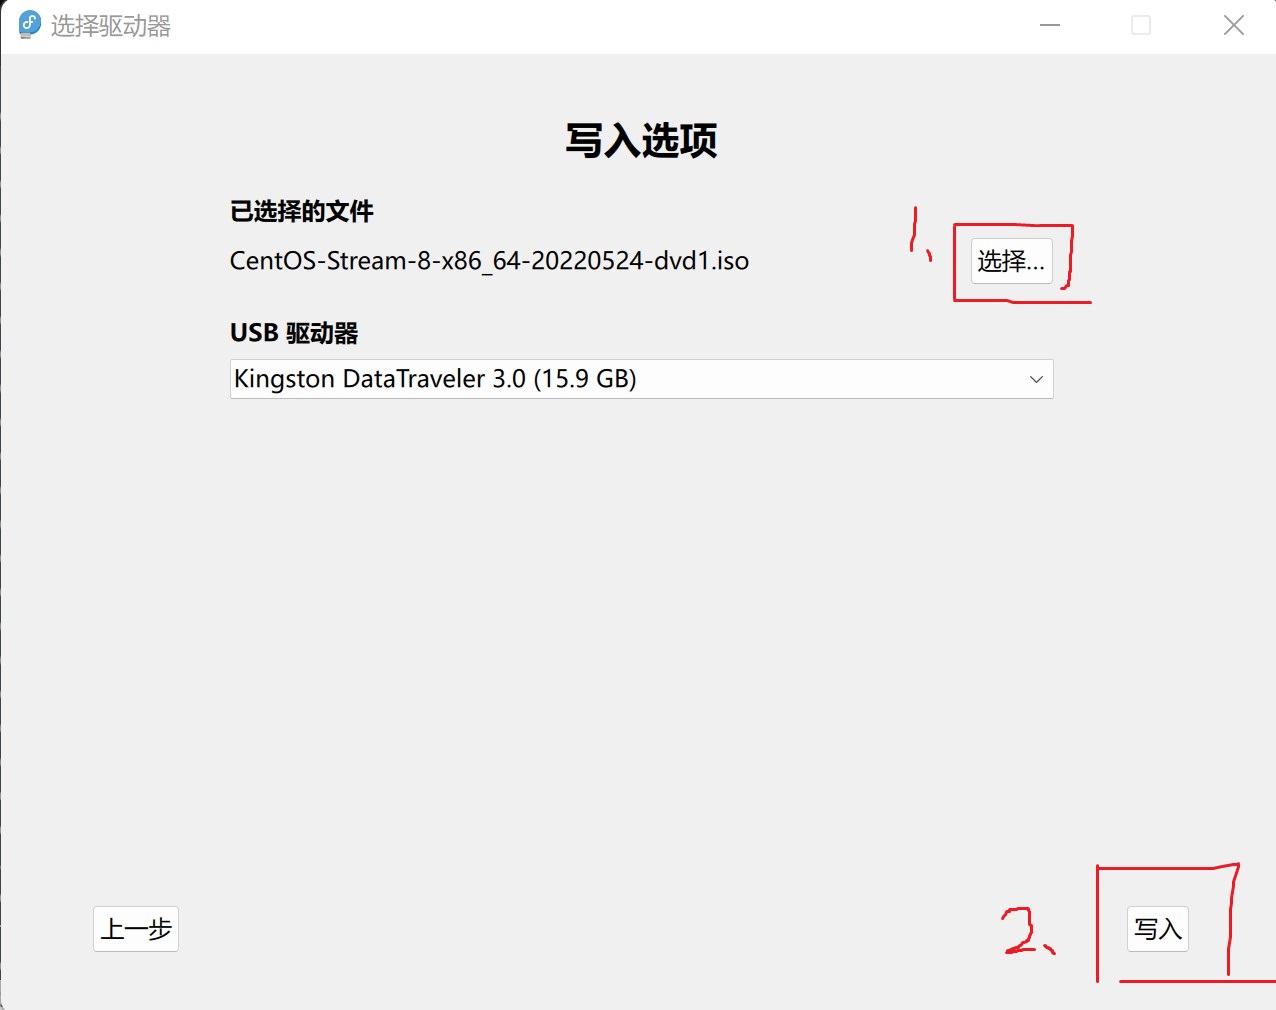 选择驱动器
写入选项
已选择的文件
CentOS-Stream-8-x86_64-20220524-dvd1.iso
1、
选择...
USB 驱动器
Kingston DataTraveler 3.0 (15.9 GB)
上一步
2、
写入